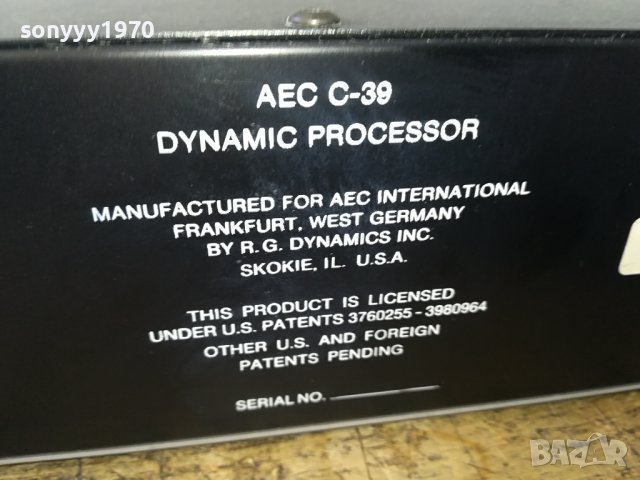 sonyyy1970
AEC C-39
DYNAMIC PROCESSOR
MANUFACTURED FOR AEC INTERNATIONAL
FRANKFURT, WEST GERMANY
BY R.G. DYNAMICS INC.
SKOKIE, IL. U.S.A.
THIS PRODUCT IS LICENSED
UNDER U.S. PATENTS 3760255 - 3980964
OTHER U.S. AND FOREIGN
PATENTS PENDING
SERIAL NO.
BAZAR